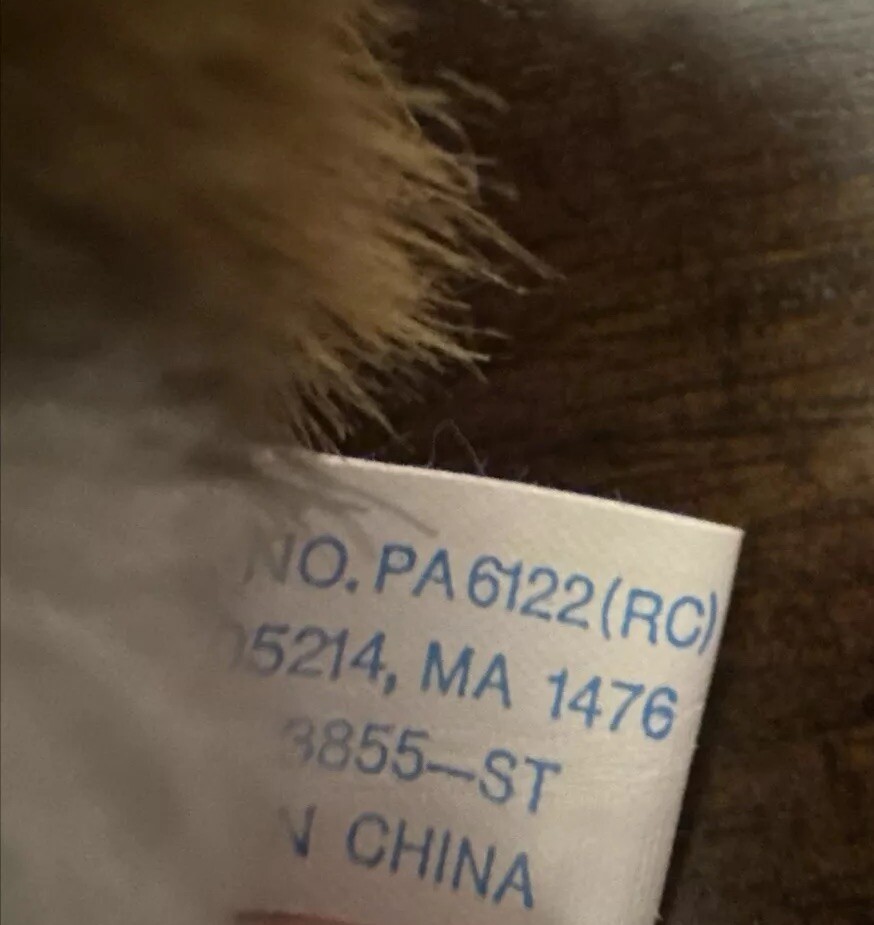 NO. PA6122(RC)
5214, MA 1476
3855—ST
N CHINA